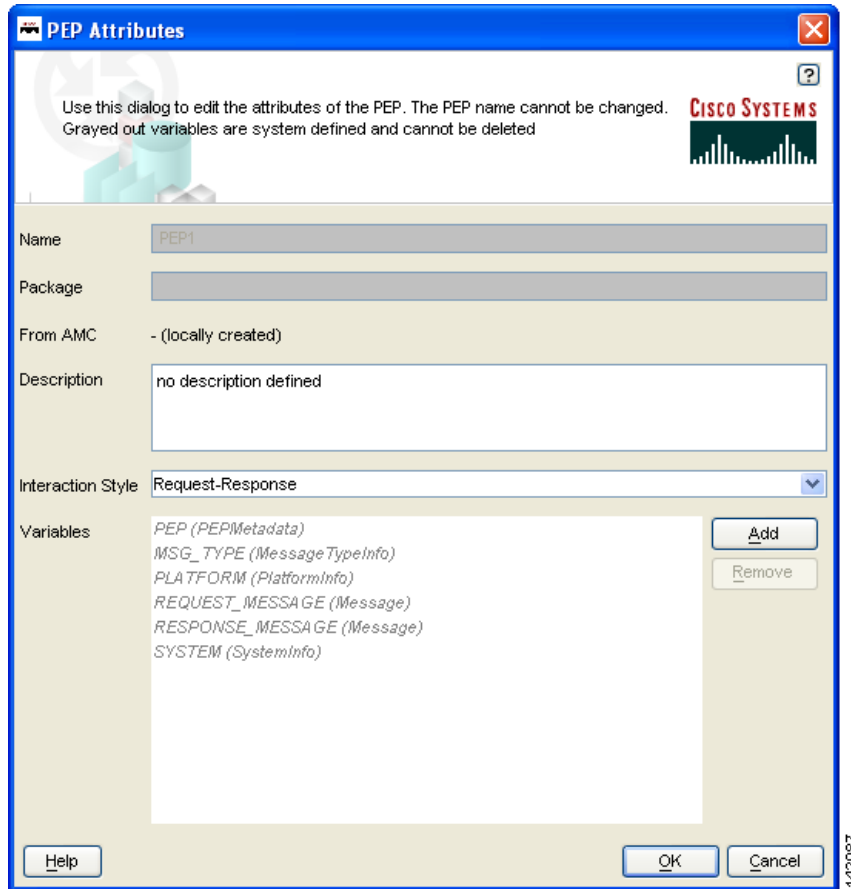 PEP Attributes
?
Use this dialog to edit the attributes of the PEP. The PEP name cannot be changed.
Grayed out variables are system defined and cannot be deleted
CISCO SYSTEMS
Name PEP1
Package
From AMC - (locally created)
Description no description defined
Interaction Style Request-Response
Variables PEP (PEPMetadata)
MSG_TYPE (MessageTypeInfo)
PLATFORM (PlatformInfo)
REQUEST_MESSAGE (Message)
RESPONSE_MESSAGE (Message)
SYSTEM (SystemInfo)
Add
Remove
Help OK Cancel